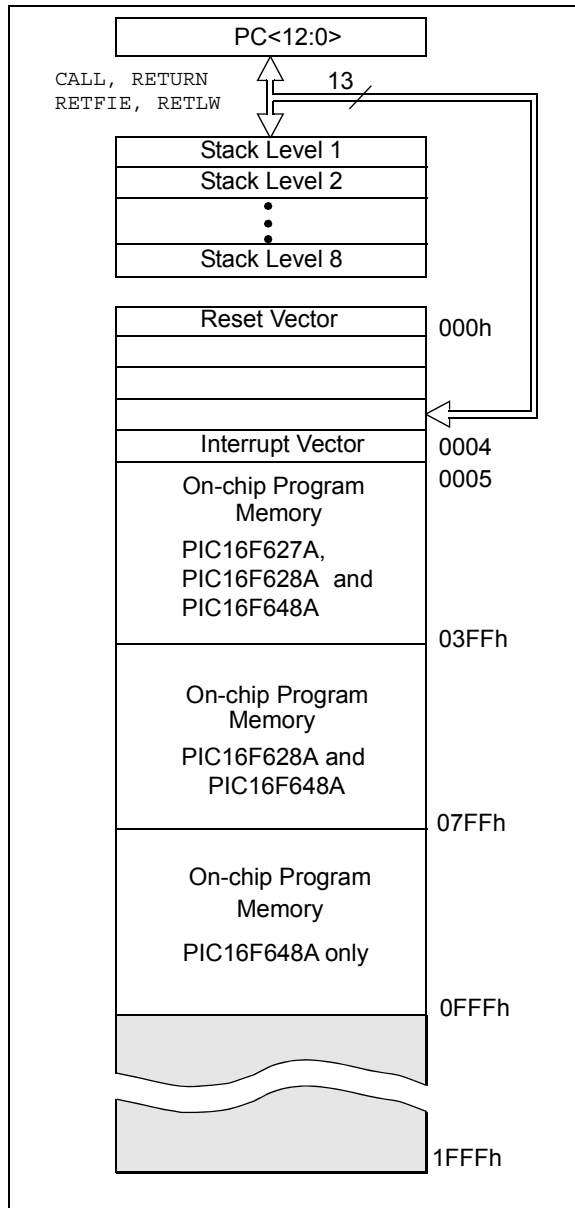 PC<12:0>
CALL, RETURN
RETFIE, RETLW
13
Stack Level 1
Stack Level 2
Stack Level 8
Reset Vector
000h
Interrupt Vector
0004
0005
On-chip Program
Memory
PIC16F627A,
PIC16F628A and
PIC16F648A
03FFh
On-chip Program
Memory
PIC16F628A and
PIC16F648A
07FFh
On-chip Program
Memory
PIC16F648A only
0FFFh
1FFFh